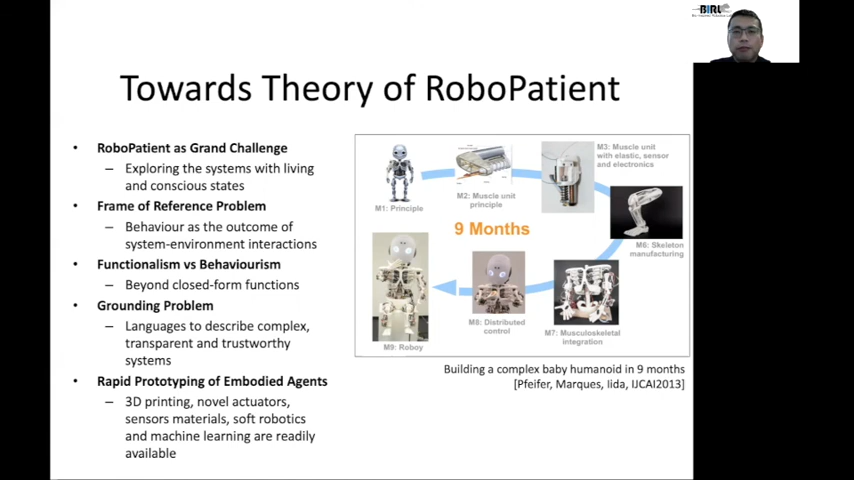 BIRL
Towards Theory of RoboPatient
• RoboPatient as Grand Challenge
– Exploring the systems with living
and conscious states
• Frame of Reference Problem
– Behaviour as the outcome of
system-environment interactions
• Functionalism vs Behaviourism
– Beyond closed-form functions
• Grounding Problem
– Languages to describe complex,
transparent and trustworthy
systems
• Rapid Prototyping of Embodied Agents
– 3D printing, novel actuators,
sensors materials, soft robotics
and machine learning are readily
available
M1: Principle
M2: Muscle unit
principle
M3: Muscle unit
with elastic, sensor
and electronics
9 Months
M6: Skeleton
manufacturing
M9: Roboy
M8: Distributed
control
M7: Musculoskeletal
integration
Building a complex baby humanoid in 9 months
[Pfeifer, Marques, Iida, IJCAI2013]